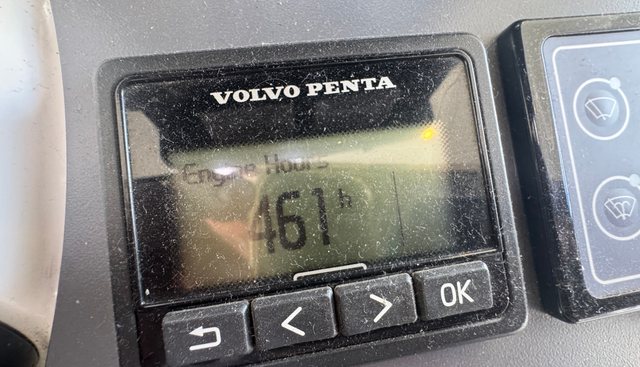 VOLVO PENTA
Engine Hours
461 h
< > OK